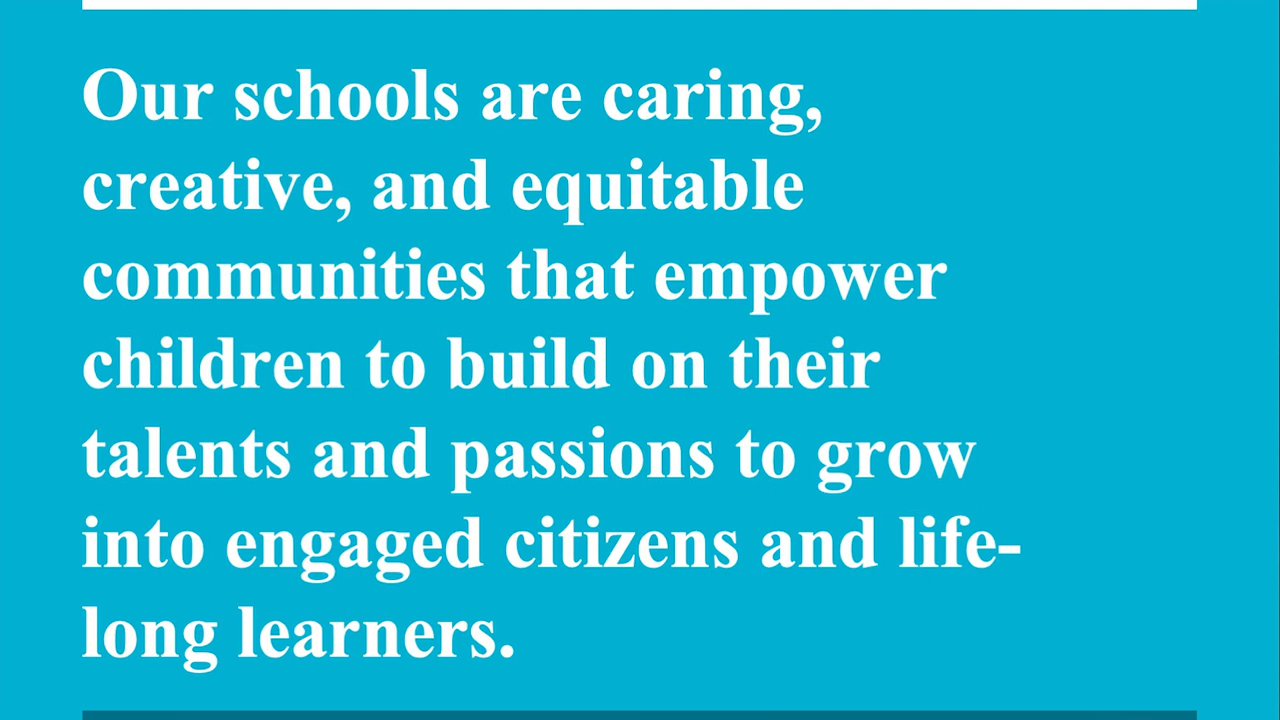 Our schools are caring,
creative, and equitable
communities that empower
children to build on their
talents and passions to grow
into engaged citizens and life-
long learners.